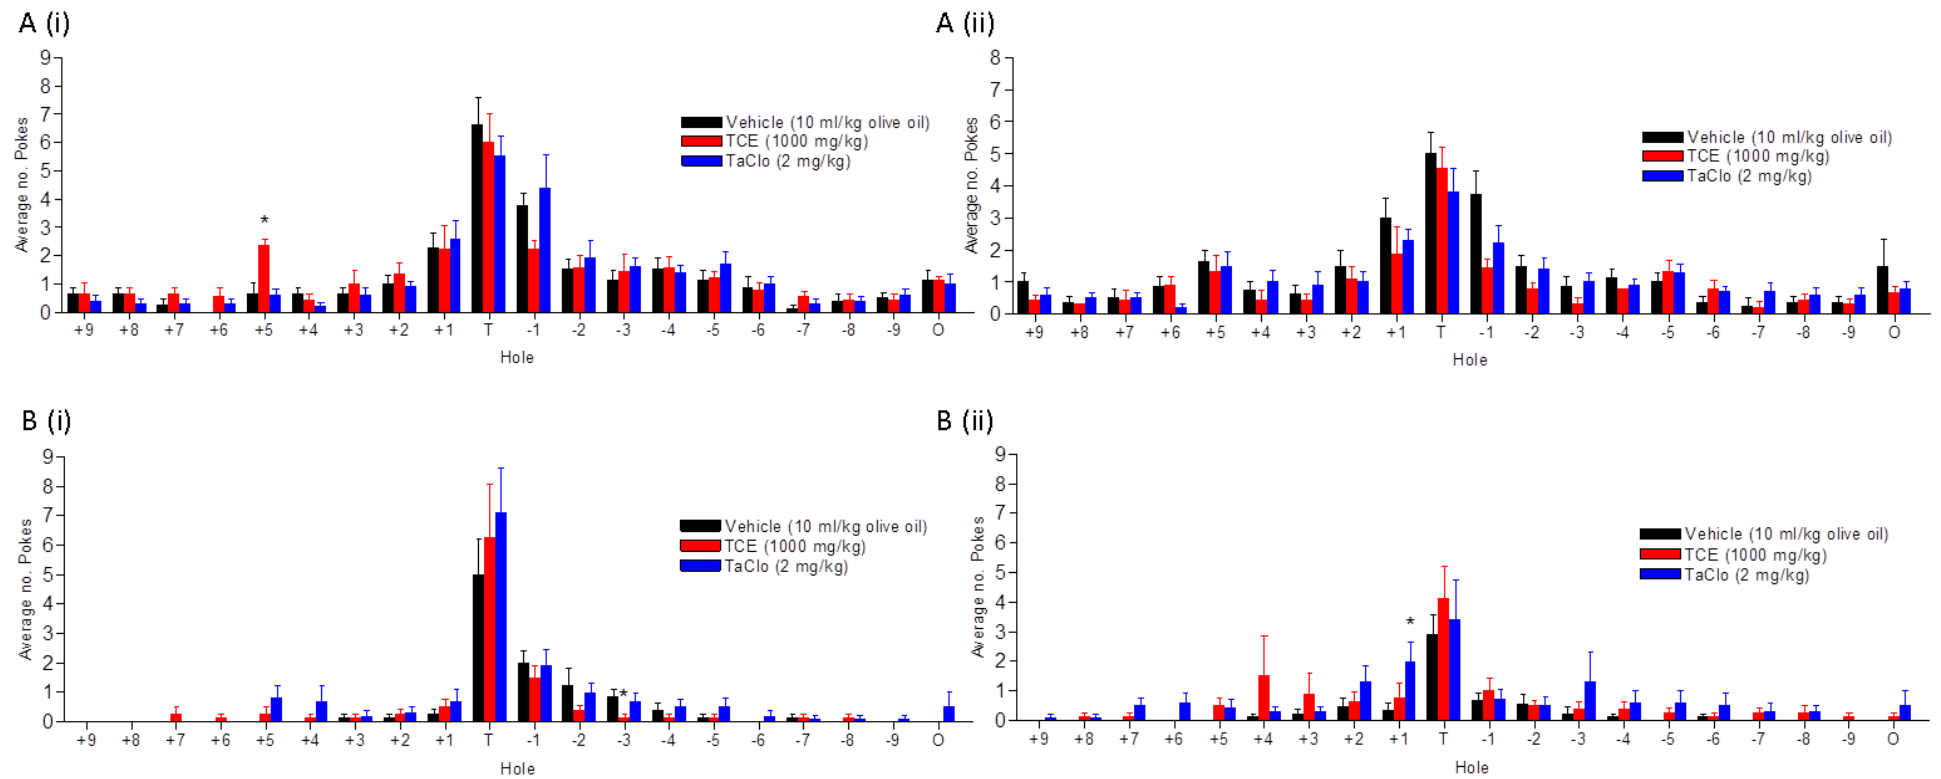 A (i)
9
8
7
6
5
4
3
2
1
0
Average no. Pokes
*
Vehicle (10 ml/kg olive oil)
TCE (1000 mg/kg)
TaClo (2 mg/kg)
+9 +8 +7 +6 +5 +4 +3 +2 +1 T -1 -2 -3 -4 -5 -6 -7 -8 -9 O
Hole
A (ii)
8
7
6
5
4
3
2
1
0
Average no. Pokes
Vehicle (10 ml/kg olive oil)
TCE (1000 mg/kg)
TaClo (2 mg/kg)
+9 +8 +7 +6 +5 +4 +3 +2 +1 T -1 -2 -3 -4 -5 -6 -7 -8 -9 O
Hole
B (i)
9
8
7
6
5
4
3
2
1
0
Average no. Pokes
Vehicle (10 ml/kg olive oil)
TCE (1000 mg/kg)
TaClo (2 mg/kg)
*
+9 +8 +7 +6 +5 +4 +3 +2 +1 T -1 -2 -3 -4 -5 -6 -7 -8 -9 O
Hole
B (ii)
9
8
7
6
5
4
3
2
1
0
Average no. Pokes
Vehicle (10 ml/kg olive oil)
TCE (1000 mg/kg)
TaClo (2 mg/kg)
*
+9 +8 +7 +6 +5 +4 +3 +2 +1 T -1 -2 -3 -4 -5 -6 -7 -8 -9 O
Hole